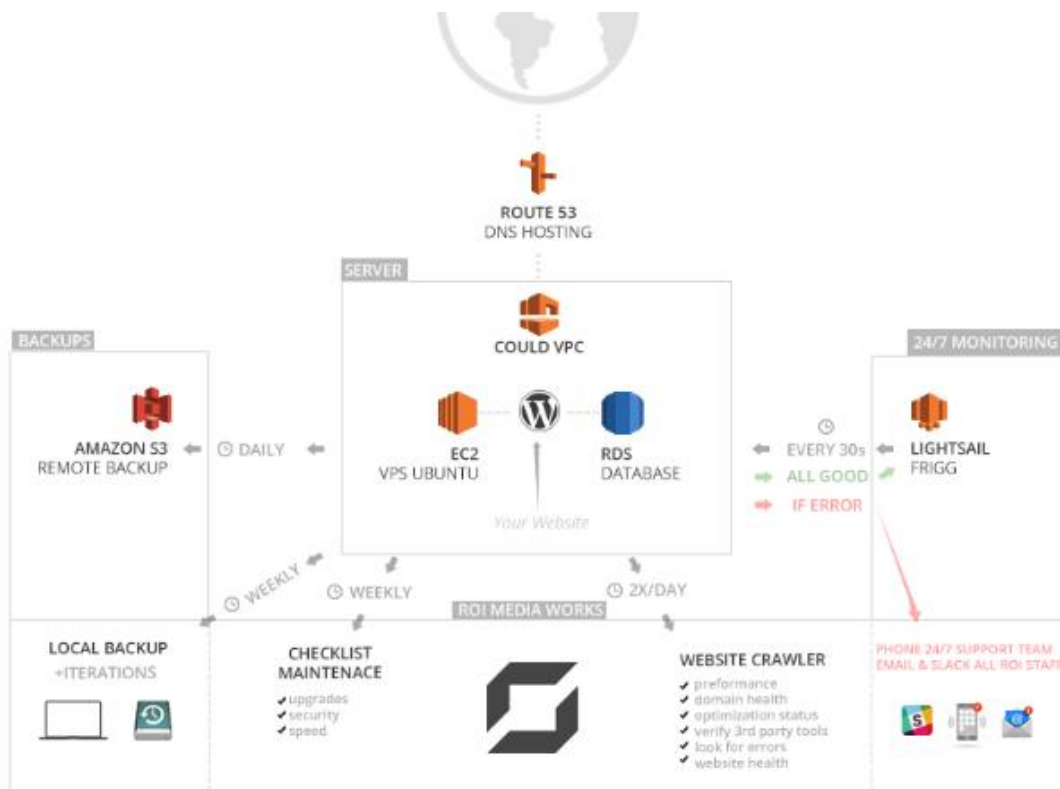 ROUTE 53
DNS HOSTING
SERVER
COULD VPC
BACKUPS
24/7 MONITORING
AMAZON S3
REMOTE BACKUP
DAILY
EC2
VPS UBUNTU
RDS
DATABASE
EVERY 30s
ALL GOOD
IF ERROR
LIGHTSAIL
FRIGG
Your Website
WEEKLY
WEEKLY
2X/DAY
ROI MEDIA WORKS
LOCAL BACKUP
+ITERATIONS
CHECKLIST
MAINTENACE
upgrades
security
speed
WEBSITE CRAWLER
preformance
domain health
optimization status
verify 3rd party tools
look for errors
website health
PHONE 24/7 SUPPORT TEAM
EMAIL & SLACK ALL ROI STAFF